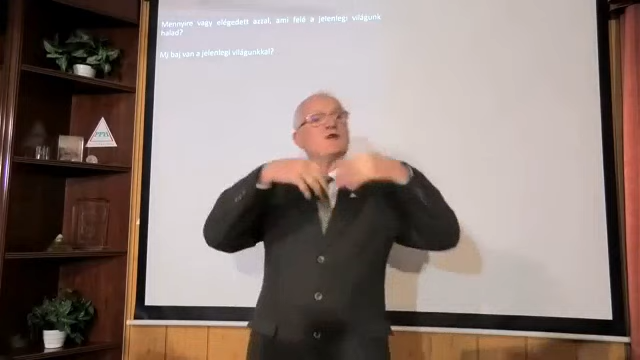 Mennyire vagy elégedett azzal, ami felé a jelenlegi világunk
halad?
Mi baj van a jelenlegi világunkkal?